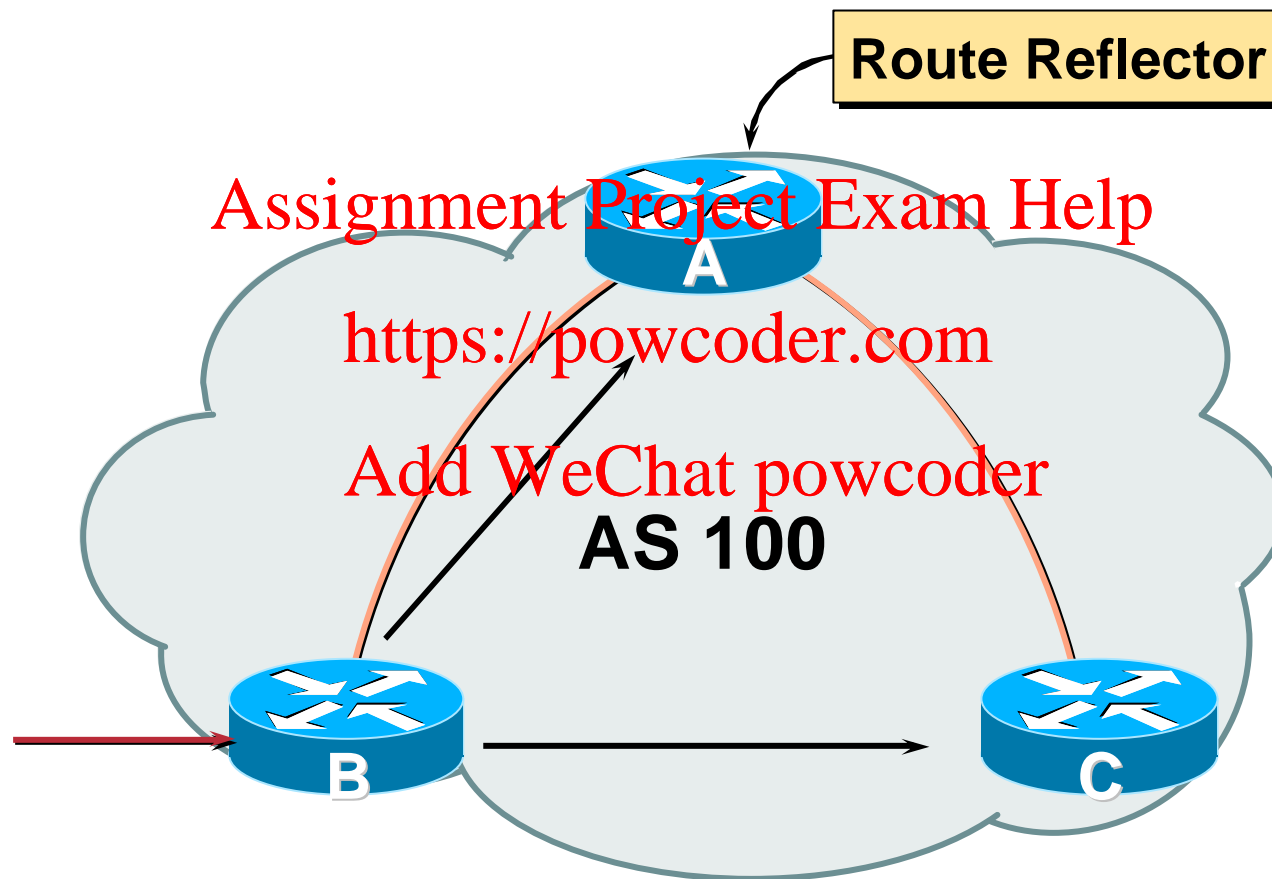 Route Reflector
Assignment Project Exam Help
A
https://powcoder.com
Add WeChat powcoder
AS 100
B
C